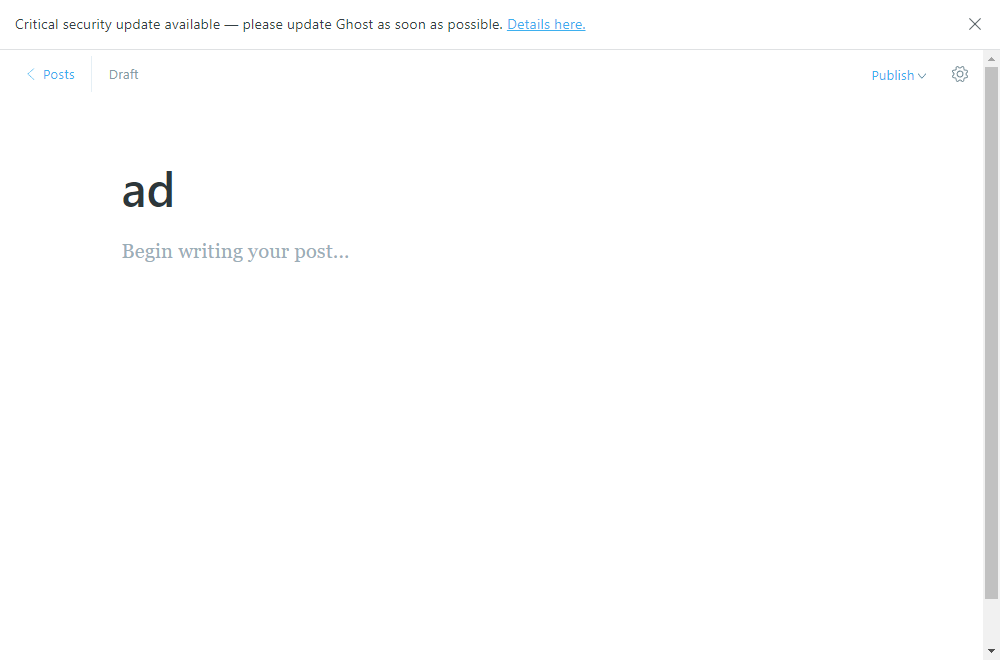 Critical security update available — please update Ghost as soon as possible. Details here.
Posts
Draft
Publish
ad
Begin writing your post...